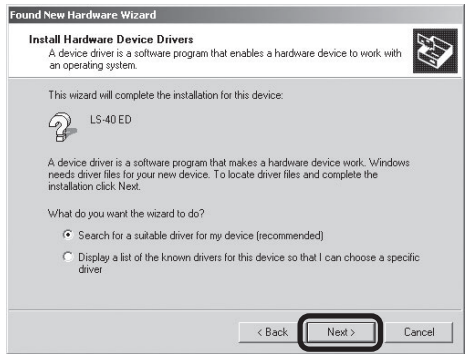 Found New Hardware Wizard
Install Hardware Device Drivers
A device driver is a software program that enables a hardware device to work with
an operating system.
This wizard will complete the installation for this device:
LS-40 ED
A device driver is a software program that makes a hardware device work. Windows
needs driver files for your new device. To locate driver files and complete the
installation click Next.
What do you want the wizard to do?
Search for a suitable driver for my device (recommended)
Display a list of the known drivers for this device so that I can choose a specific
driver
< Back Next > Cancel